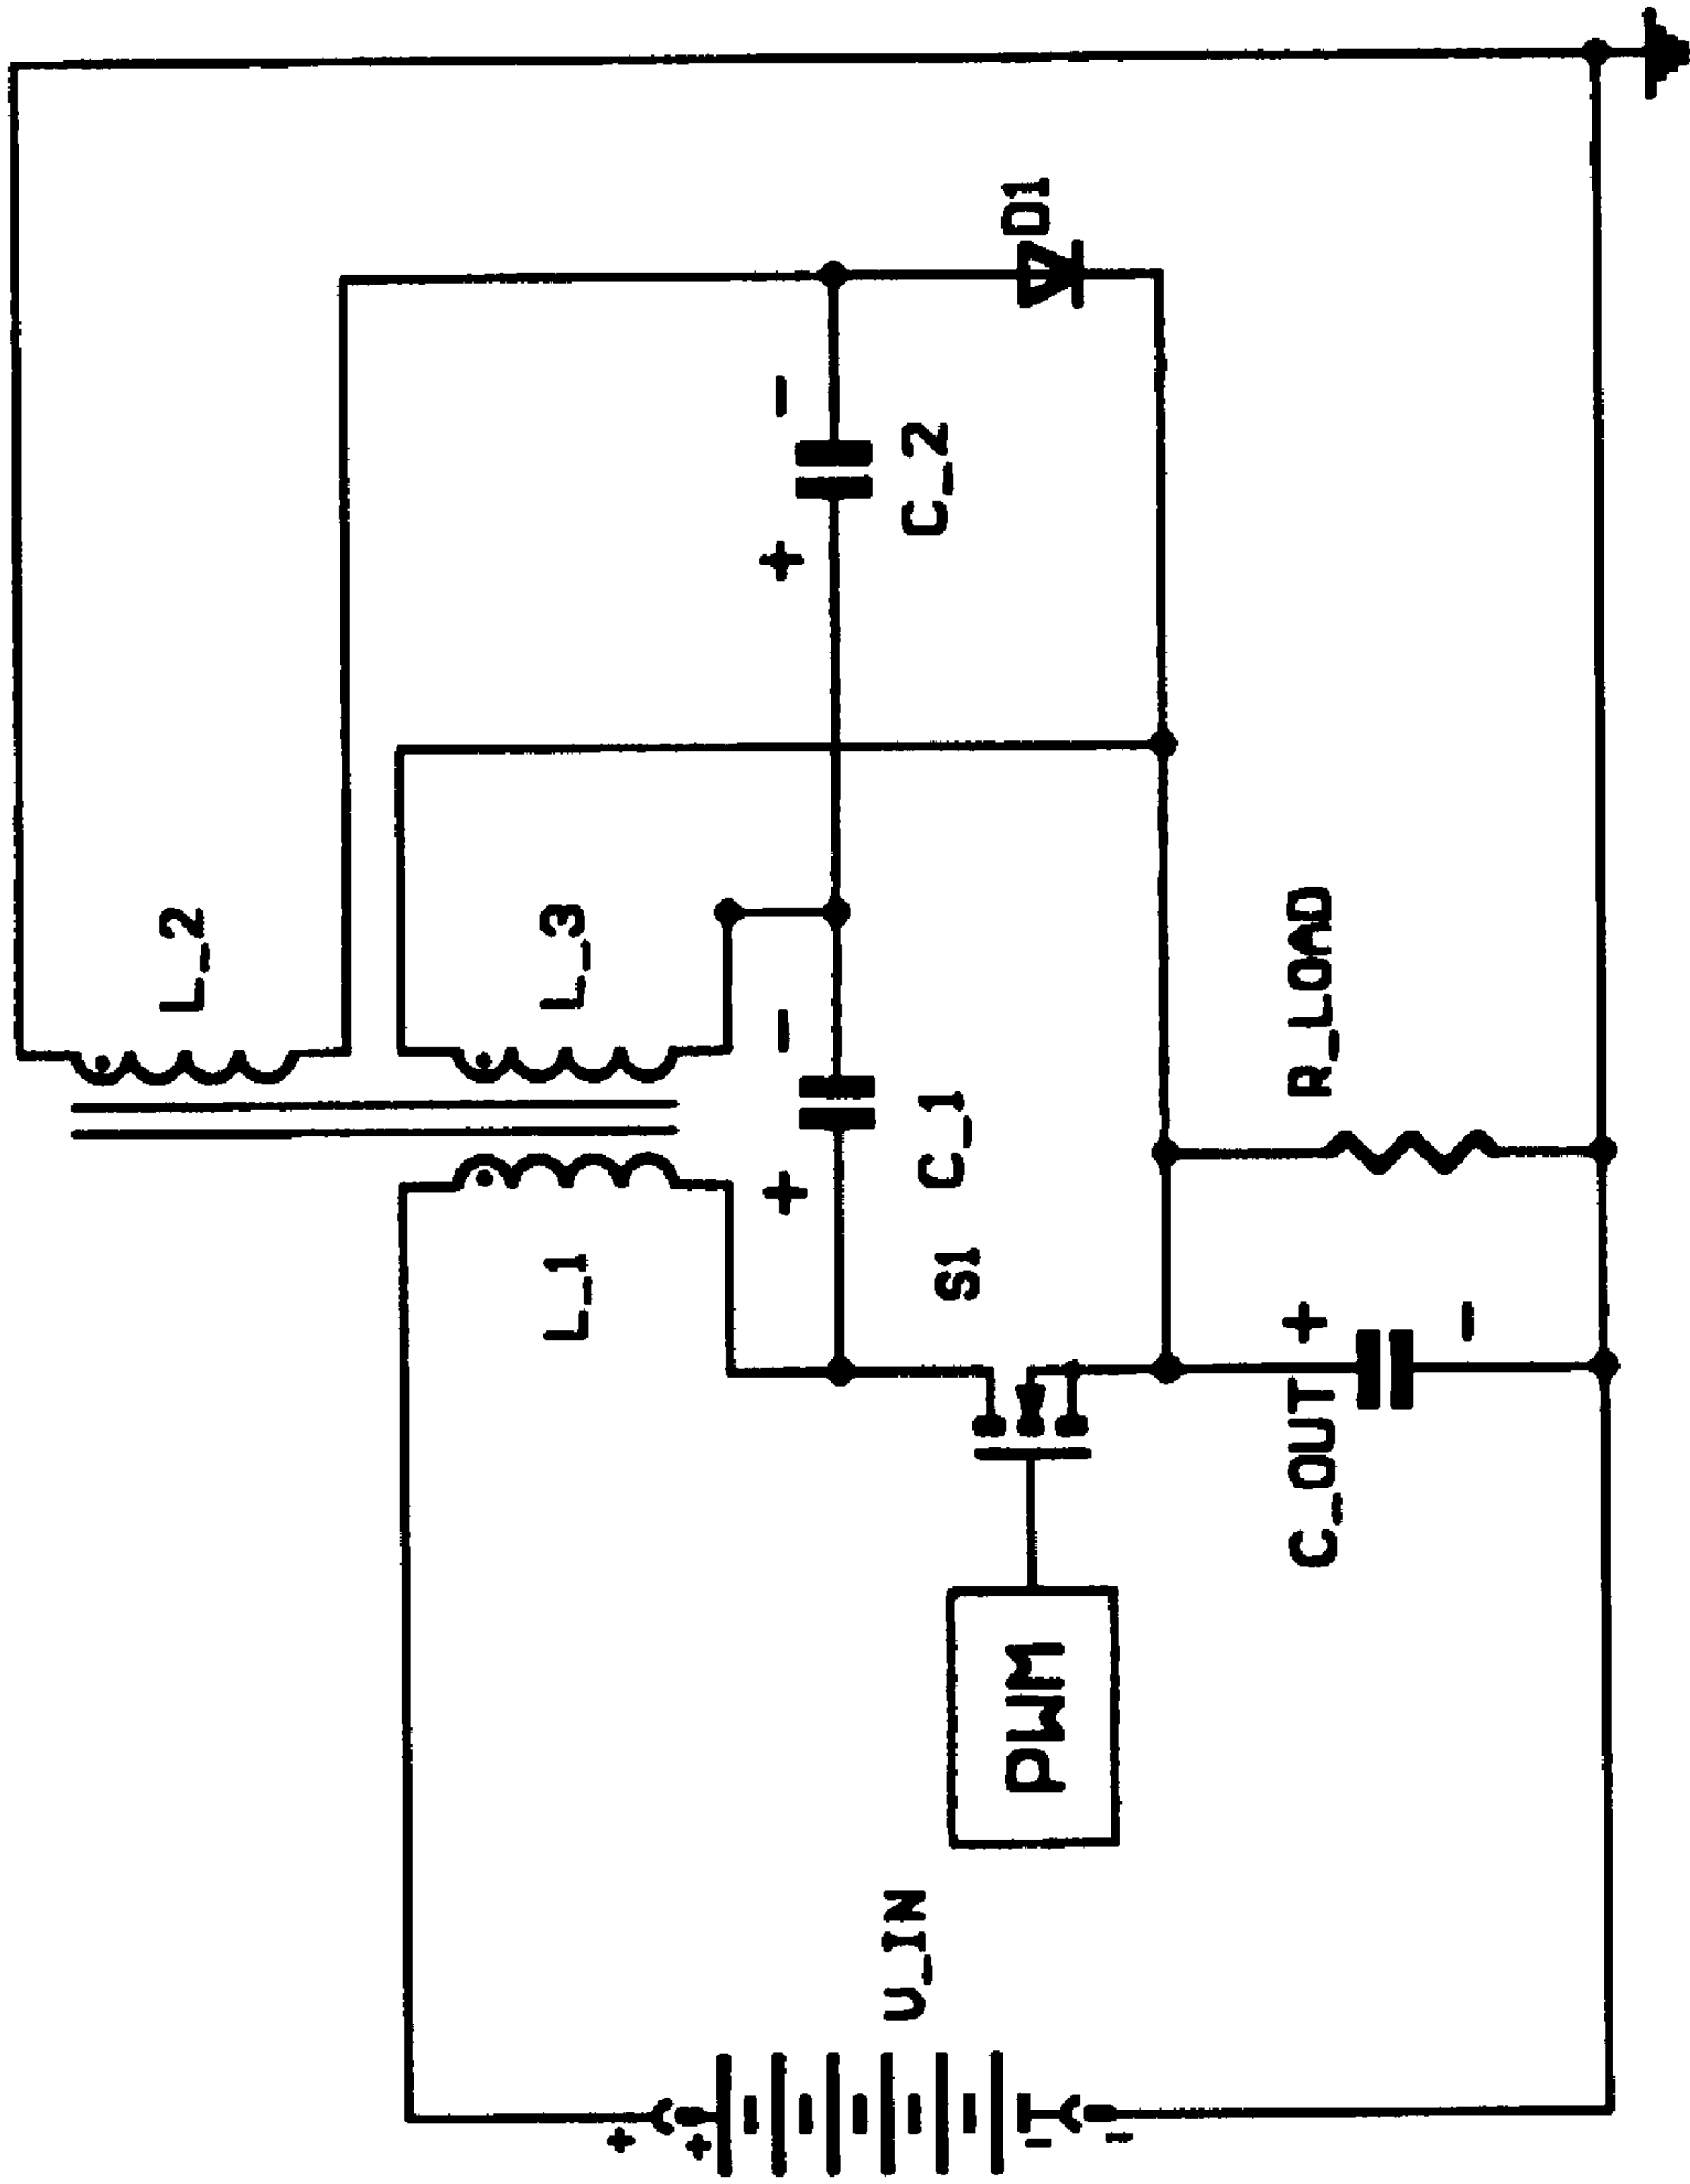 L_2
L_1
L_3
+
+
+ -
+ -
U_IN
S1
C_1
C_2
PWM
D1
-
-
C_OUT +
R_LOAD
-